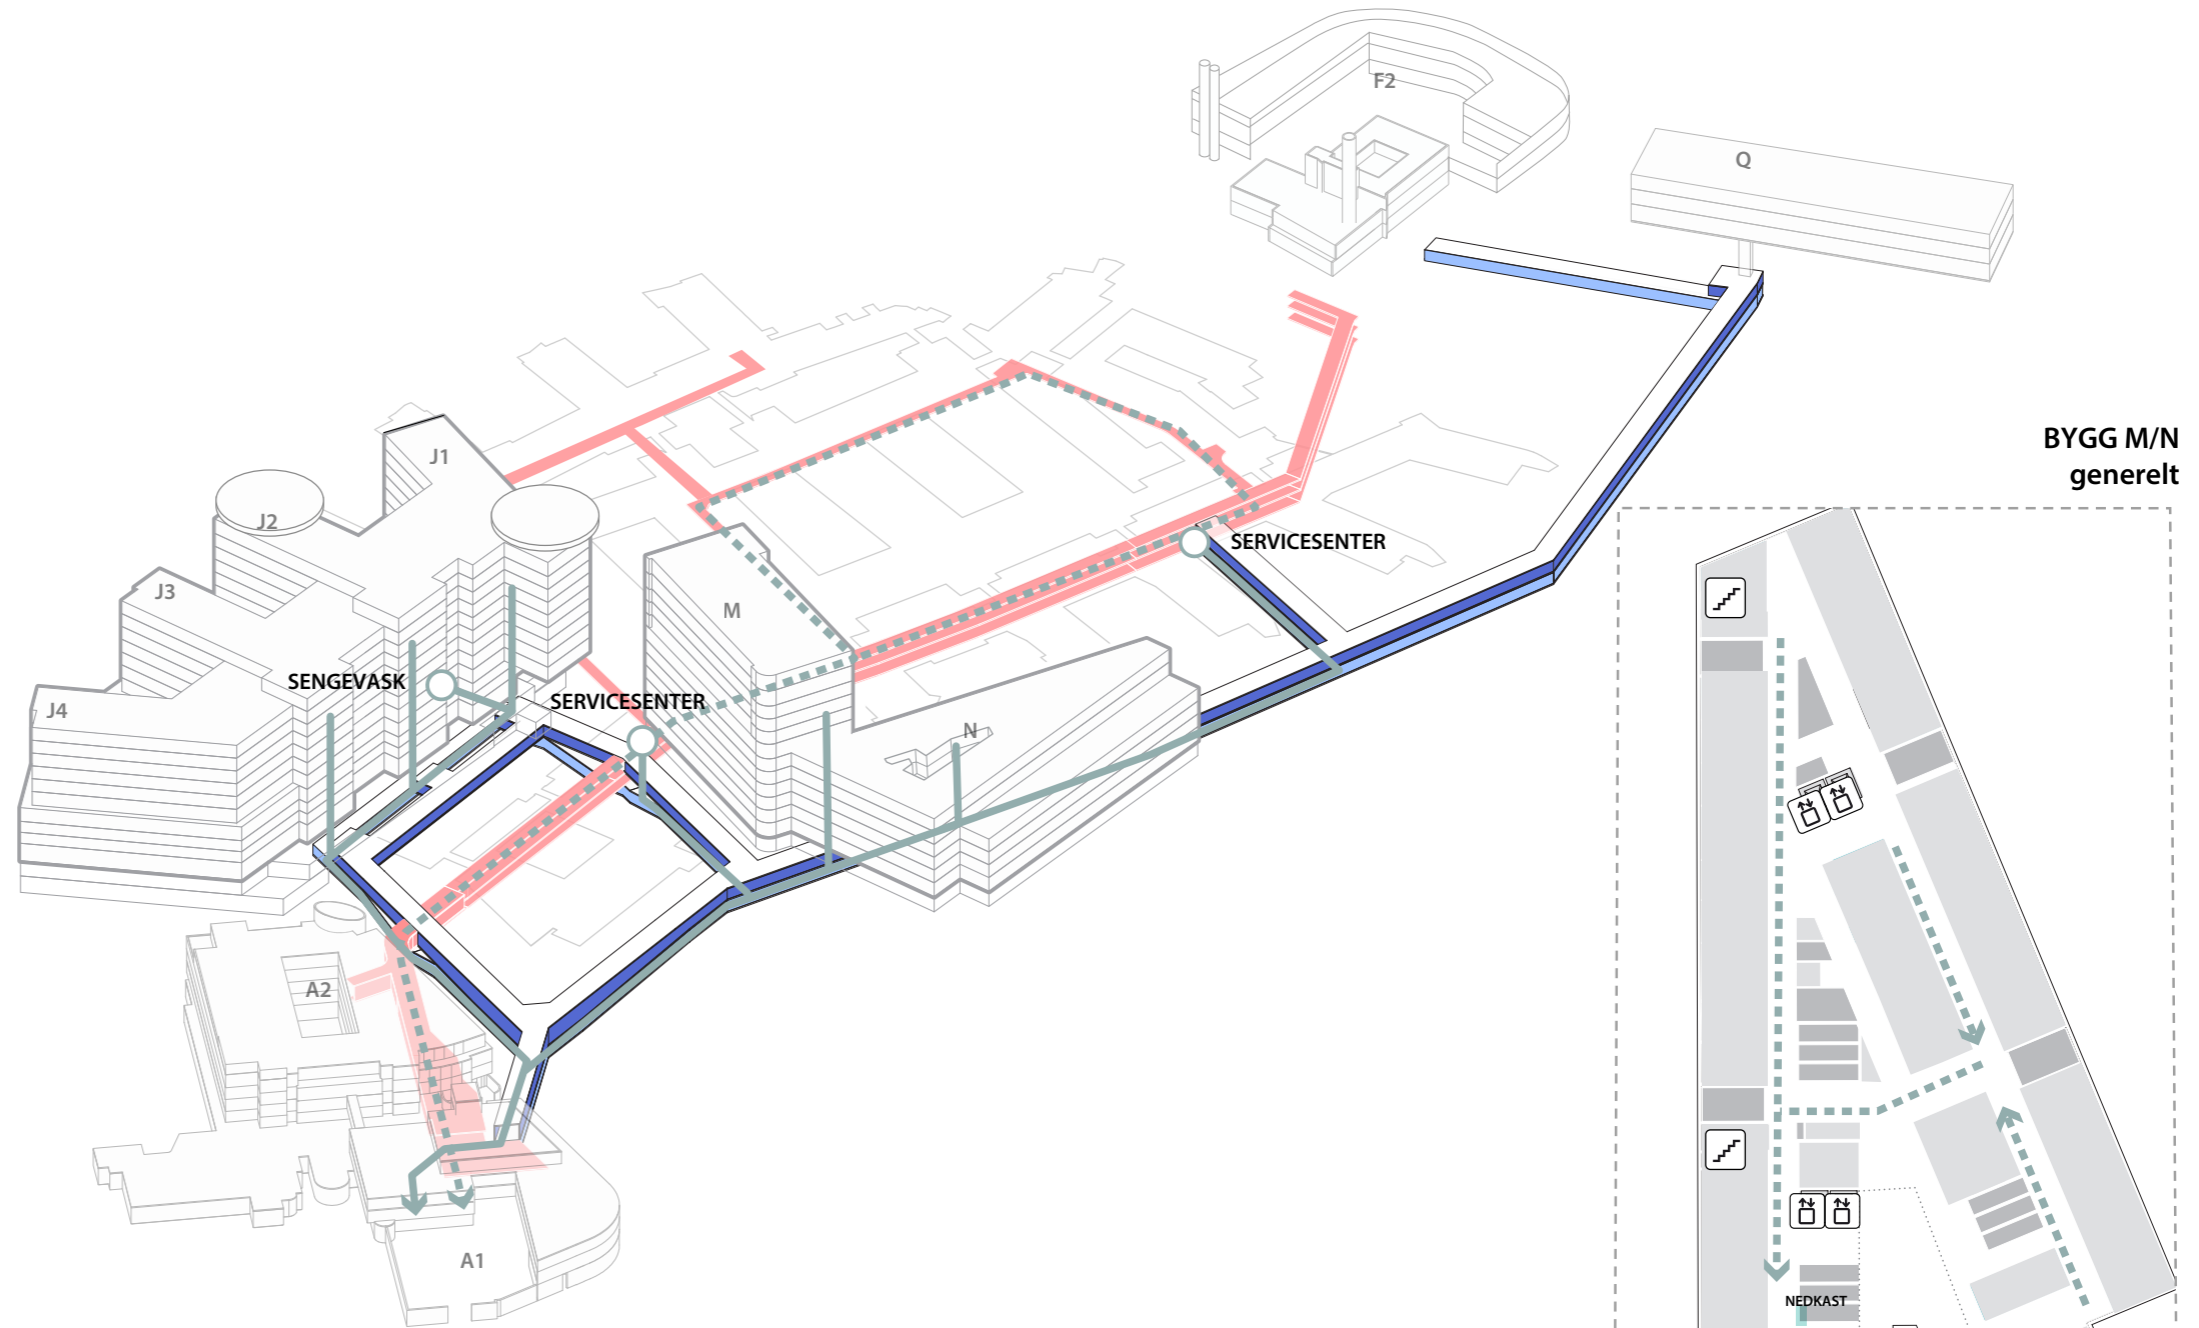 F2
Q
BYGG M/N
generelt
J1
J2
SERVICESENTER
J3
M
SENGEVASK
SERVICESENTER
J4
N
A2
A1
NEDKAST